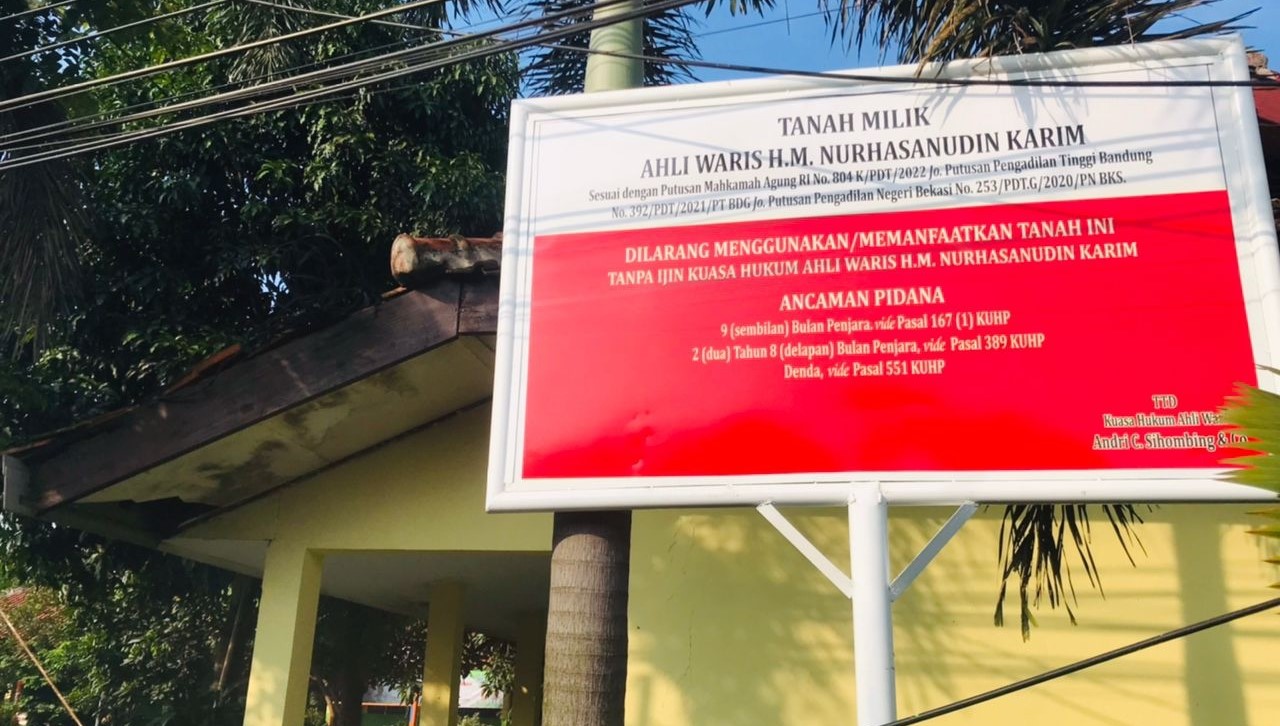 TANAH MILIK
AHLI WARIS H.M. NURHASANUDIN KARIM
Sesuai dengan Putusan Mahkamah Agung RI No. 804 K/PDT/2022 Jo. Putusan Pengadilan Tinggi Bandung
No. 392/PDT/2021/PT BDG Jo. Putusan Pengadilan Negeri Bekasi No. 253/PDT.G/2020/PN BKS.
DILARANG MENGGUNAKAN/MEMANFAATKAN TANAH INI
TANPA IJIN KUASA HUKUM AHLI WARIS H.M. NURHASANUDIN KARIM
ANCAMAN PIDANA
9 (sembilan) Bulan Penjara. vide Pasal 167 (1) KUHP
2 (dua) Tahun 8 (delapan) Bulan Penjara, vide Pasal 389 KUHP
Denda, vide Pasal 551 KUHP
TTD
Kuasa Hukum Ahli
Andri C. Sihombing & Co